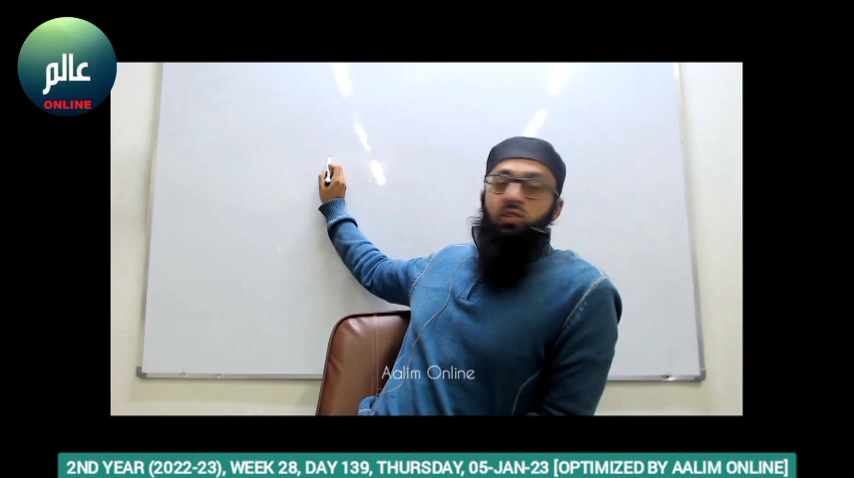 عالم
ONLINE
Aalim Online
2ND YEAR (2022-23), WEEK 28, DAY 139, THURSDAY, 05-JAN-23 [OPTIMIZED BY AALIM ONLINE]